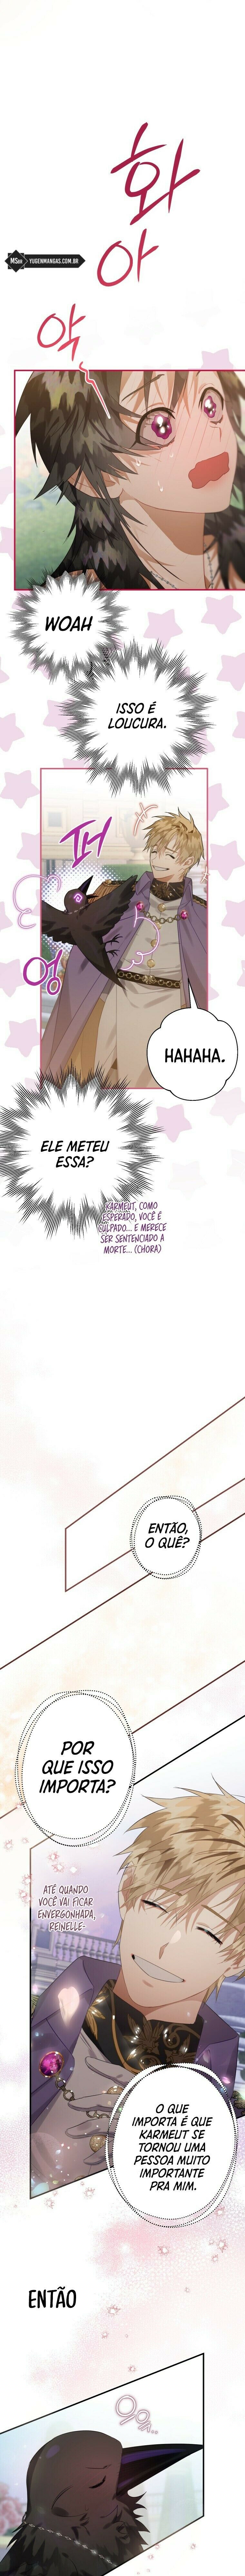 화
아
MSH YUGENMANGAS.COM.BR
악
WOAH
ISSO É
LOUCURA.
HAHAHA.
ELE METEU
ESSA?
KARMEUT, COMO
ESPERADO, VOCÊ É
CULPADO... E MERECE
SER SENTENCIADO A
MORTE... (CHORA)
ENTÃO,
O QUÊ?
POR
QUE ISSO
IMPORTA?
ATÉ QUANDO
VOCÊ VAI FICAR
ENVERGONHADA,
REINELLE~
O QUE
IMPORTA É QUE
KARMEUT SE
TORNOU UMA
PESSOA MUITO
IMPORTANTE
PRA MIM.
ENTÃO